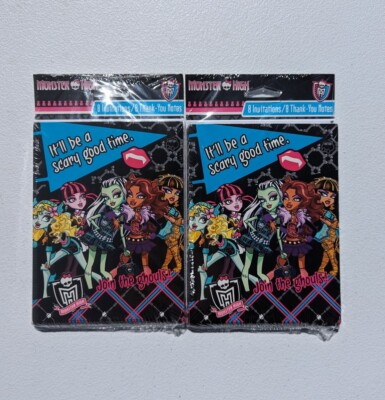 MONSTER HIGH
8 Invitations/8 Thank-You Notes
It'll be a
scary good time.
Join the ghouls!
MONSTER HIGH
8 Invitations/8 Thank-You Notes
It'll be a
scary good time.
Join the ghouls!